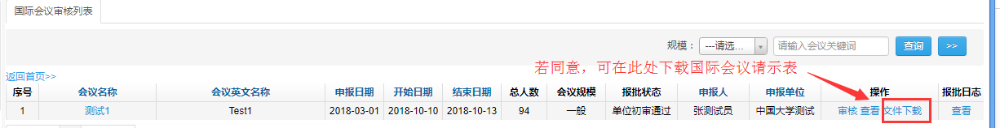 国际会议审核列表
规模： ---请选... 请输入会议关键词 查询 >>
若同意，可在此处下载国际会议请示表
返回首页>>
序号 会议名称 会议英文名称 申报日期 开始日期 结束日期 总人数 会议规模 报批状态 申报人 申报单位 操作 报批日志
1 测试1 Test1 2018-03-01 2018-10-10 2018-10-13 94 一般 单位初审通过 张测试员 中国大学测试 审核 查看 文件下载 查看